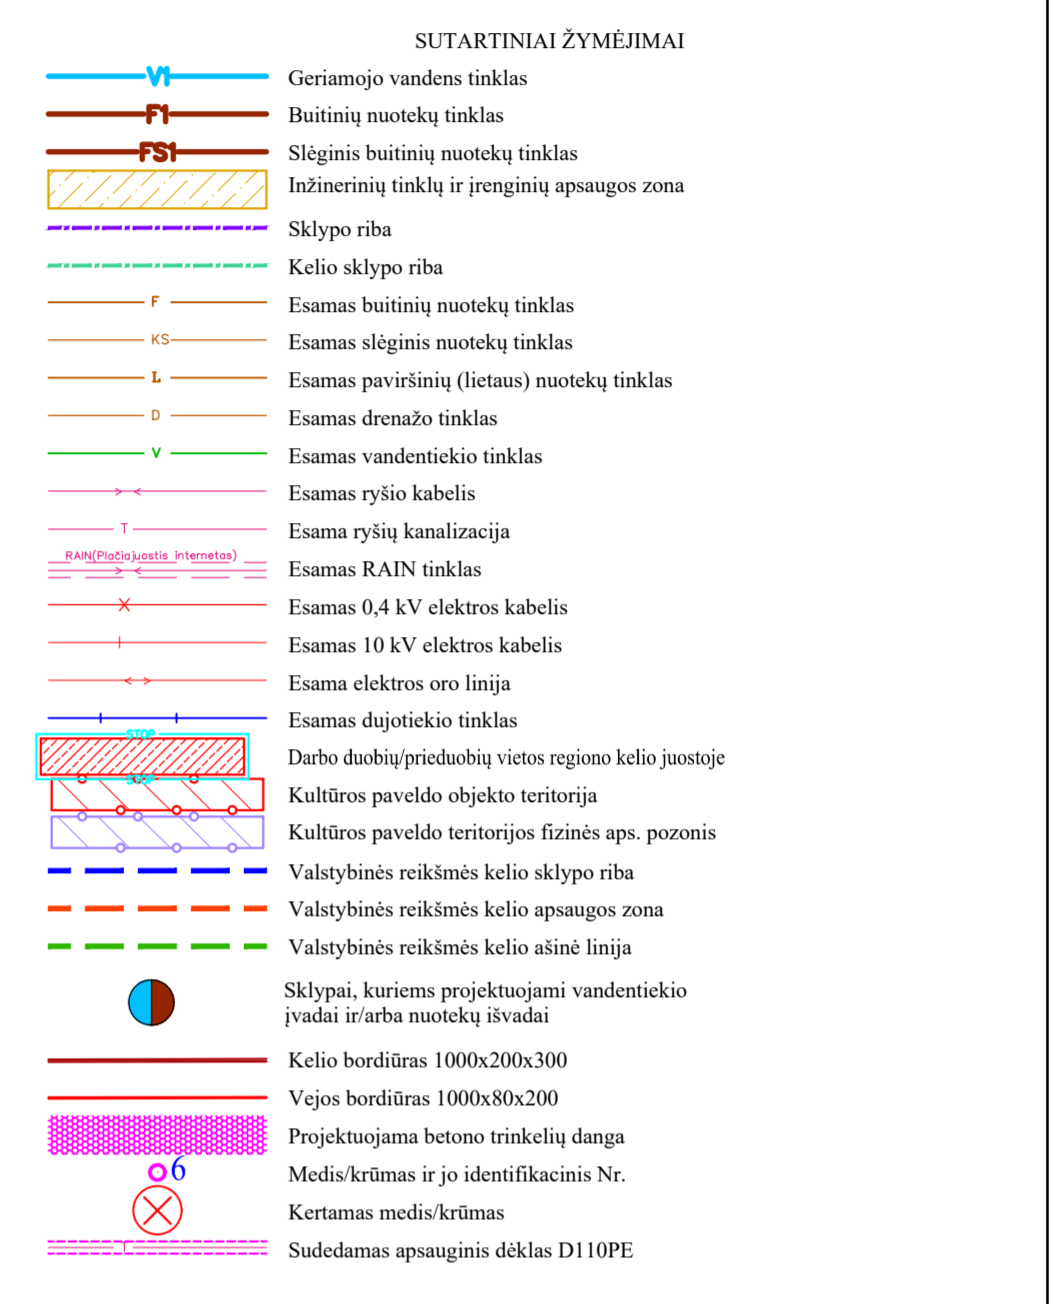 SUTARTINIAI ŽYMĖJIMAI
V1 Geriamojo vandens tinklas
F1 Buitinių nuotekų tinklas
FS1 Slėginis buitinių nuotekų tinklas
Inžinerinių tinklų ir įrenginių apsaugos zona
Sklypo riba
Kelio sklypo riba
F Esamas buitinių nuotekų tinklas
KS Esamas slėginis nuotekų tinklas
L Esamas paviršinių (lietaus) nuotekų tinklas
D Esamas drenažo tinklas
V Esamas vandentiekio tinklas
Esamas ryšio kabelis
T Esama ryšių kanalizacija
RAIN(Plačiajuostis internetas)
Esamas RAIN tinklas
Esamas 0,4 kV elektros kabelis
Esamas 10 kV elektros kabelis
Esama elektros oro linija
Esamas dujotiekio tinklas
STOP
Darbo duobių/prieduobių vietos regiono kelio juostoje
STOP
Kultūros paveldo objekto teritorija
Kultūros paveldo teritorijos fizinės aps. pozonis
Valstybinės reikšmės kelio sklypo riba
Valstybinės reikšmės kelio apsaugos zona
Valstybinės reikšmės kelio ašinė linija
Sklypai, kuriems projektuojami vandentiekio
įvadai ir/arba nuotekų išvadai
Kelio bordiūras 1000x200x300
Vejos bordiūras 1000x80x200
Projektuojama betono trinkelių danga
6 Medis/krūmas ir jo identifikacinis Nr.
Kertamas medis/krūmas
T Sudedamas apsauginis dėklas D110PE